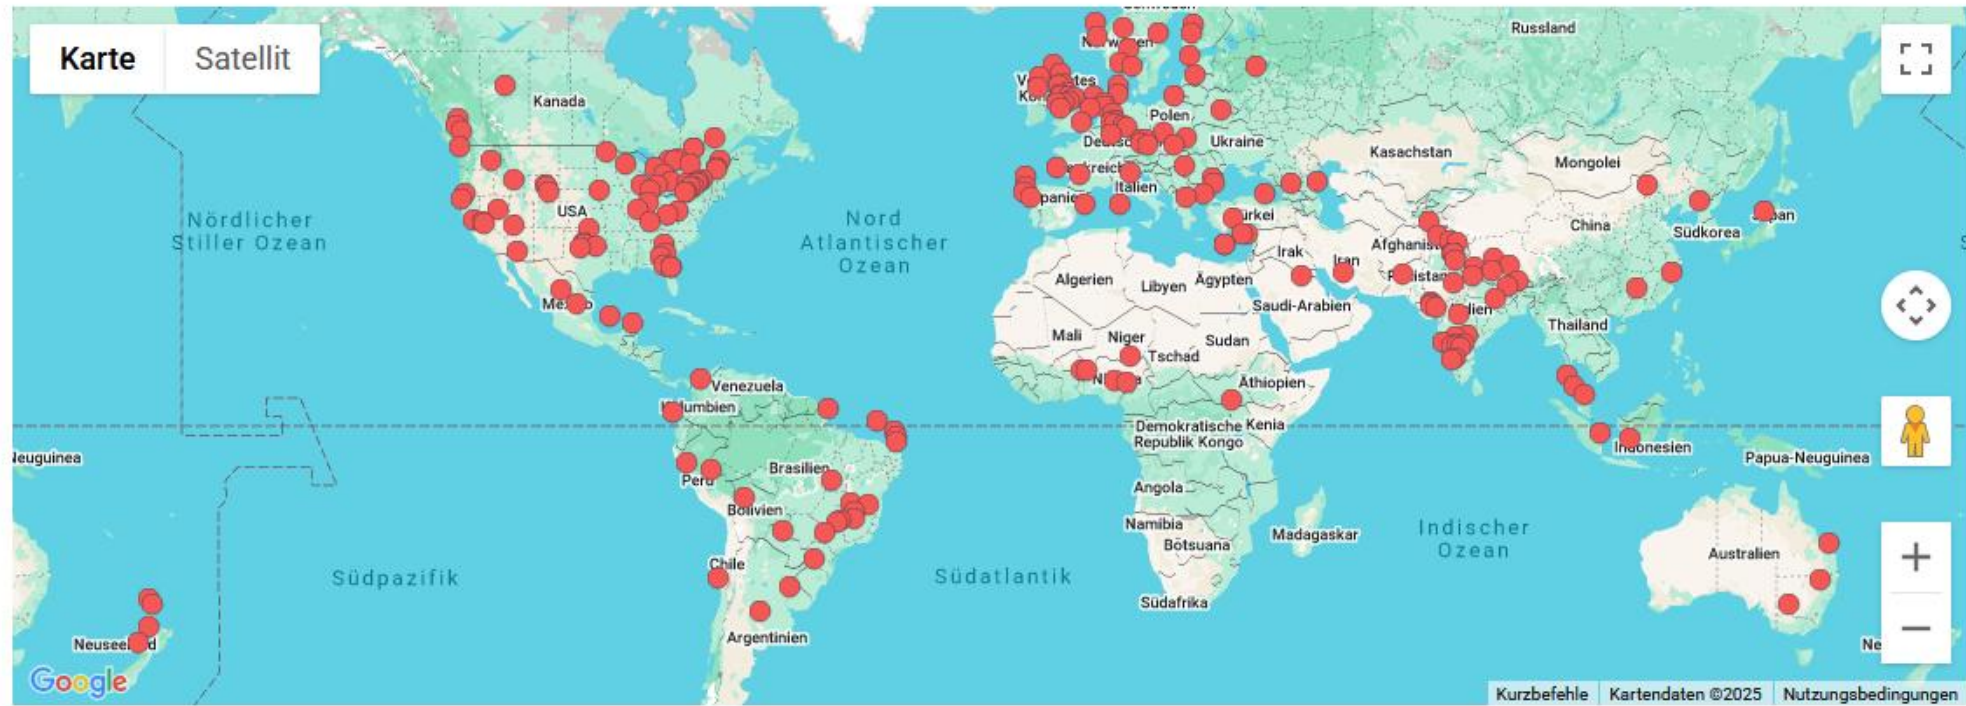 Karte
Satellit
Russland
Kanada
Polen
Ukraine
Kasachstan
Mongolei
Italien
USA
Nördlicher
Stiller Ozean
Nord
Atlantischer
Ozean
China
Südkorea
Irak
Iran
Algerien
Libyen
Ägypten
Saudi-Arabien
Mali
Niger
Sudan
Tschad
Thailand
Venezuela
Äthiopien
Demokratische
Republik Kongo
Kenia
Papua-Neuguinea
Brasilien
Peru
Angola
Bolivien
Namibia
Botsuana
Madagaskar
Indischer
Ozean
Australien
Chile
Südpazifik
Südatlantik
Südafrika
Argentinien
Google
Kurzbefehle
Kartendaten ©2025
Nutzungsbedingungen